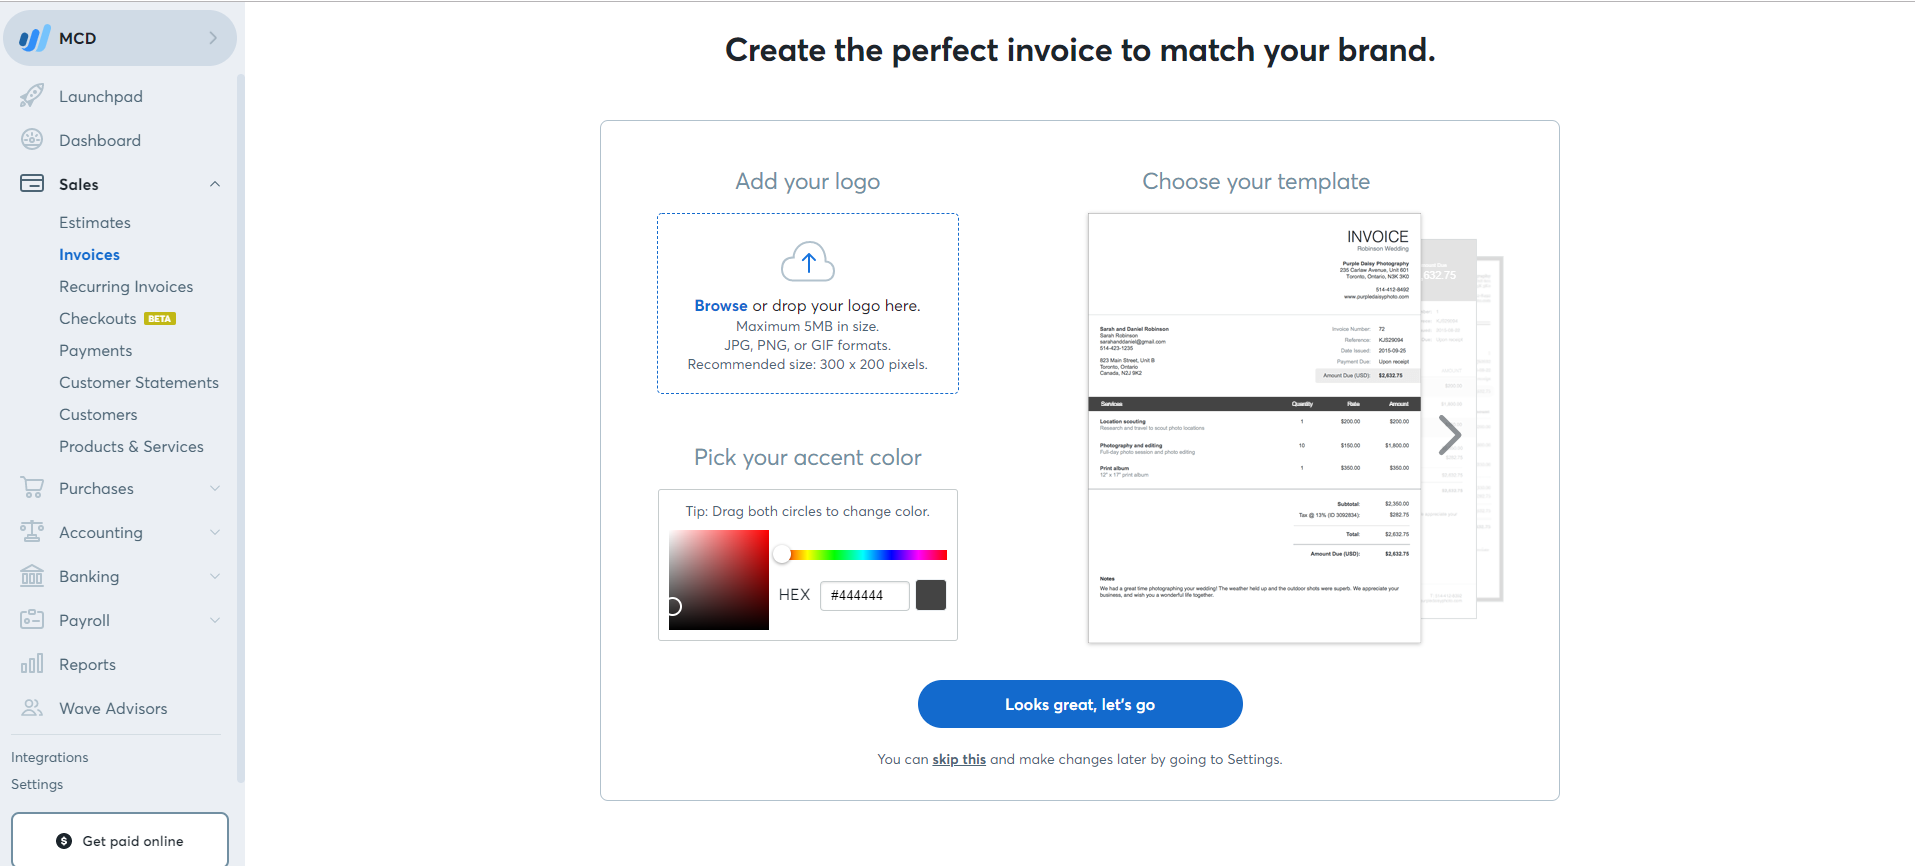 MCD
Launchpad
Dashboard
Sales
Estimates
Invoices
Recurring Invoices
Checkouts BETA
Payments
Customer Statements
Customers
Products & Services
Purchases
Accounting
Banking
Payroll
Reports
Wave Advisors
Integrations
Settings
Get paid online
Create the perfect invoice to match your brand.
Add your logo
Browse or drop your logo here.
Maximum 5MB in size.
JPG, PNG, or GIF formats.
Recommended size: 300 x 200 pixels.
Pick your accent color
Tip: Drag both circles to change color.
HEX #444444
Choose your template
INVOICE
Robinson Wedding
Purple Daisy Photography
235 Carlaw Avenue, Unit 601
Toronto, Ontario, N3K 3K0
514-412-8492
www.purpledaisyphoto.com
Sarah and Daniel Robinson
Sarah Robinson
sarahanddaniel@gmail.com
514-423-1235
823 Main Street, Unit B
Toronto, Ontario
Canada, N2J 9K2
Invoice Number: 72
Reference: KJS29094
Date Issued: 2015-09-25
Payment Due: Upon receipt
Amount Due (USD): $2,632.75
Services Quantity Rate Amount
Location scouting 1 $200.00 $200.00
Research and travel to scout photo locations
Photography and editing 10 $150.00 $1,800.00
Full-day photo session and photo editing
Print album 1 $350.00 $350.00
12" x 17" print album
Subtotal: $2,350.00
Tax @ 13% (ID 3092834): $282.75
Total: $2,632.75
Amount Due (USD): $2,632.75
Notes
We had a great time photographing your wedding! The weather held up and the outdoor shots were superb. We appreciate your
business, and wish you a wonderful life together.
632.75
Looks great, let's go
You can skip this and make changes later by going to Settings.